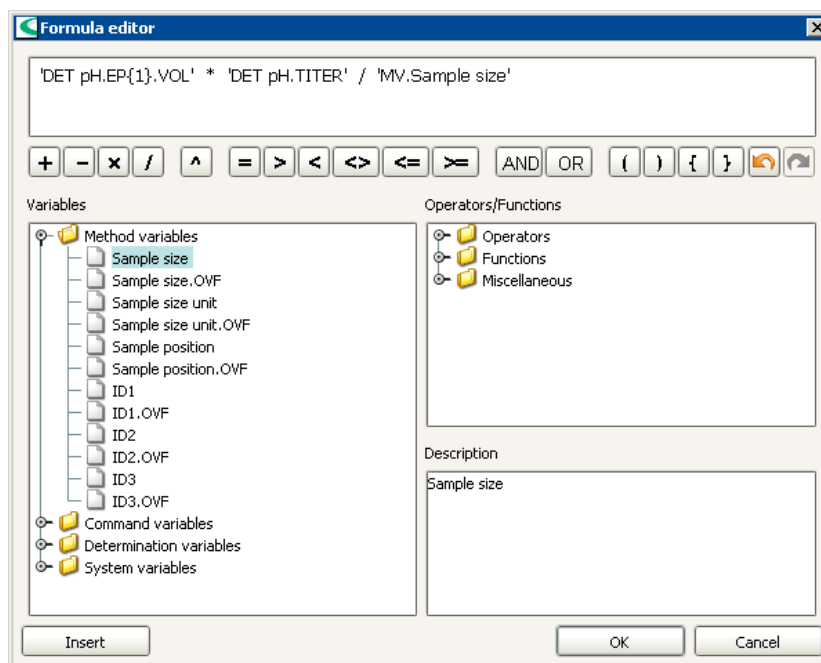 Formula editor
'DET pH.EP{1}.VOL' * 'DET pH.TITER' / 'MV.Sample size'
+ − × / ^ = > < <> <= >= AND OR ( ) { }
Variables
Method variables
Sample size
Sample size.OVF
Sample size unit
Sample size unit.OVF
Sample position
Sample position.OVF
ID1
ID1.OVF
ID2
ID2.OVF
ID3
ID3.OVF
Command variables
Determination variables
System variables
Operators/Functions
Operators
Functions
Miscellaneous
Description
Sample size
Insert
OK
Cancel